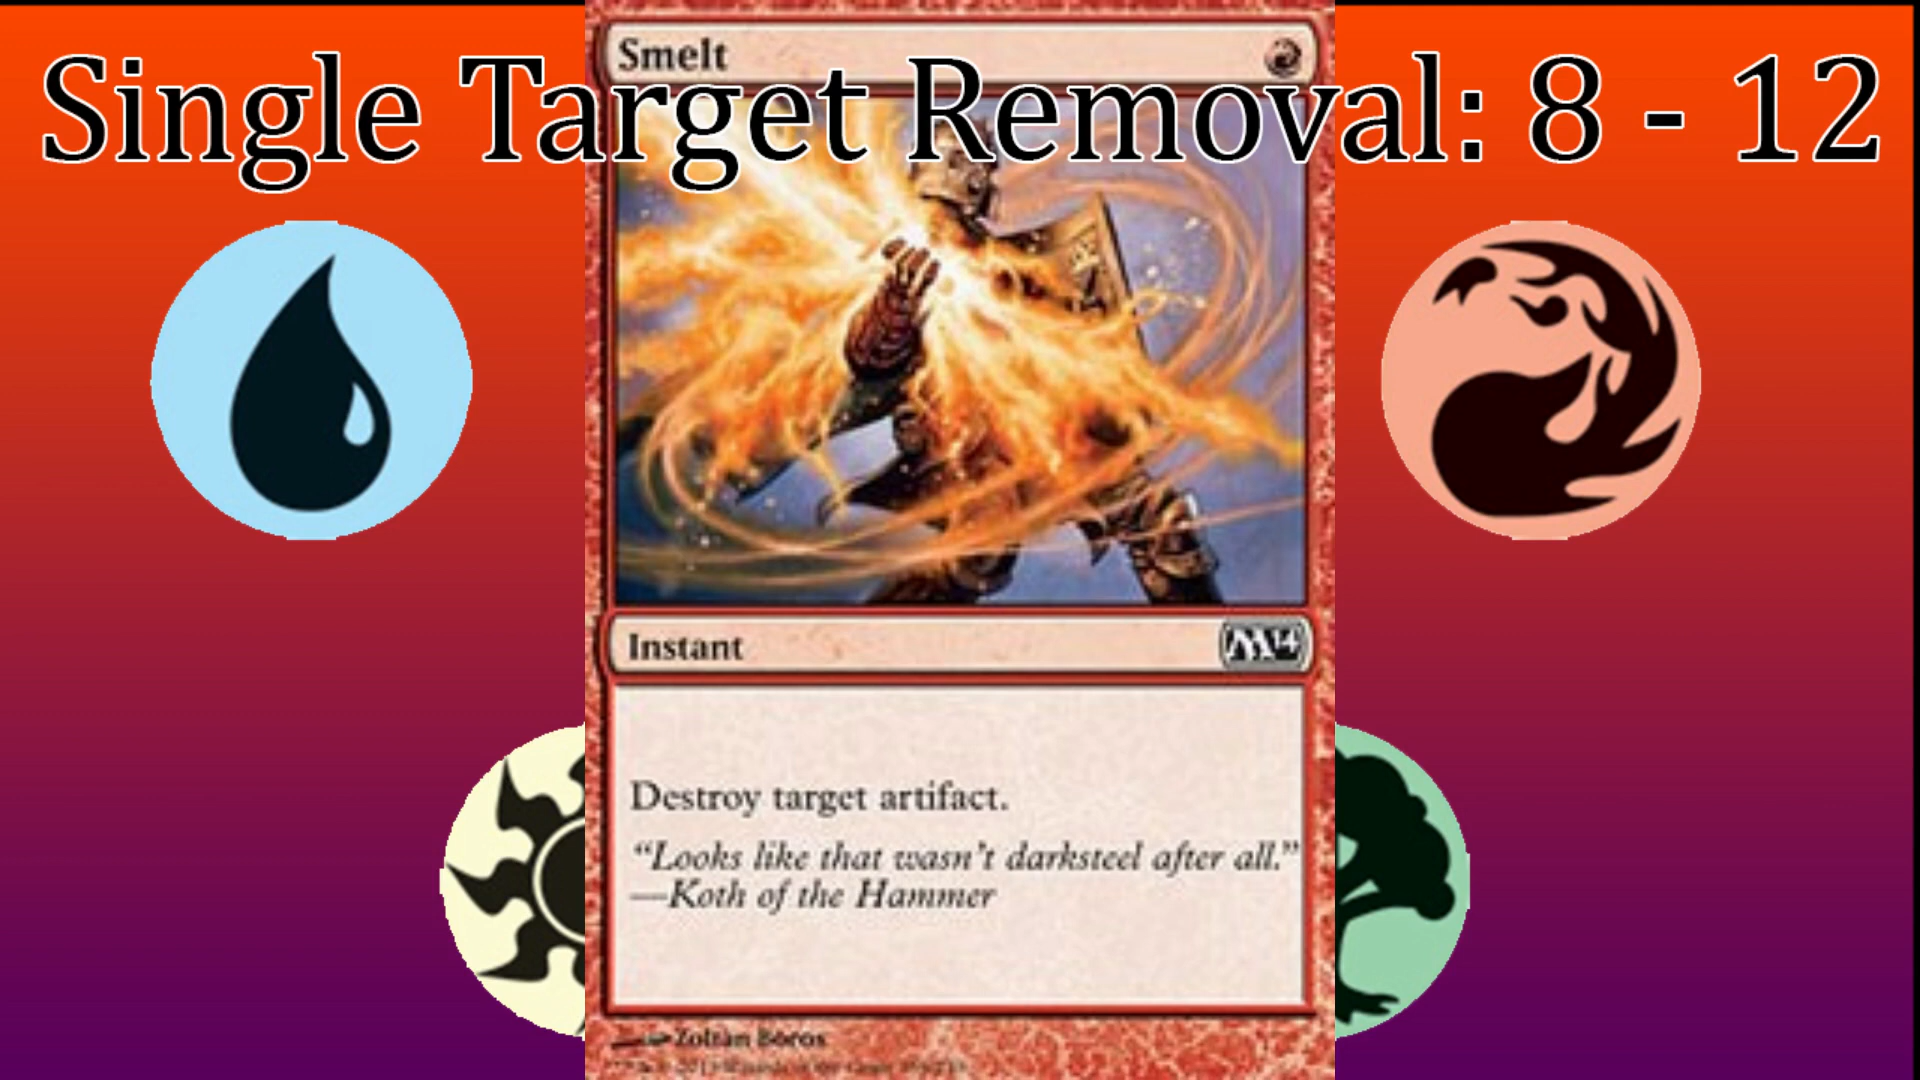 Smelt
Single Target Removal: 8 - 12
Instant
M14
Destroy target artifact.
“Looks like that wasn’t darksteel after all.”
—Koth of the Hammer
Zoltan Boros